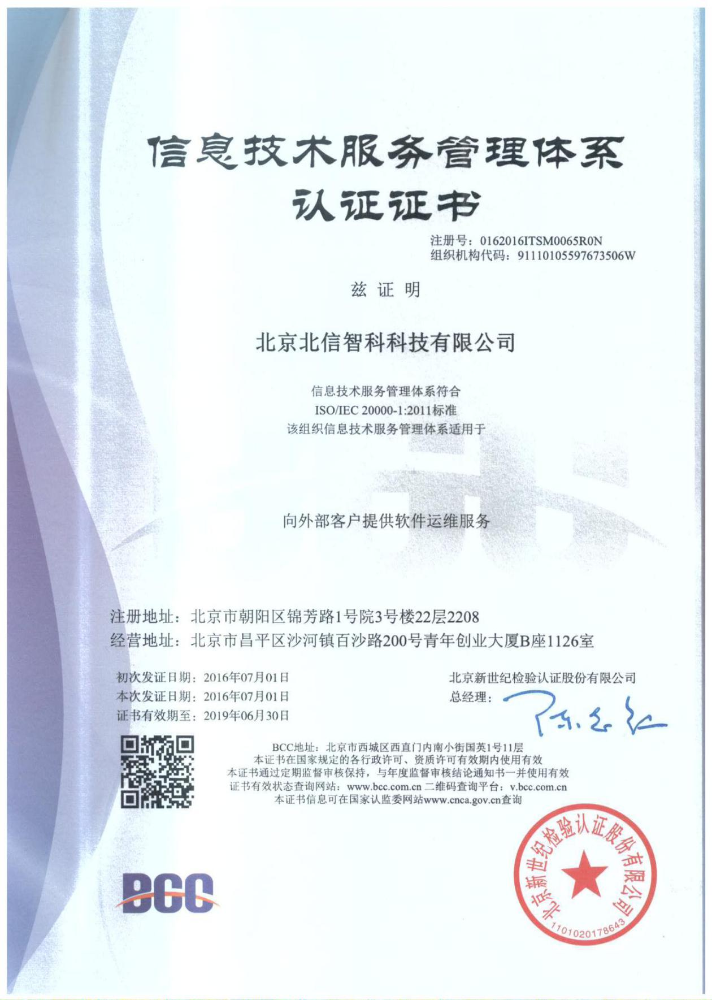 信息技术服务管理体系
认证证书
注册号：0162016ITSM0065R0N
组织机构代码：91110105597673506W
兹证明
北京北信智科科技有限公司
信息技术服务管理体系符合
ISO/IEC 20000-1:2011标准
该组织信息技术服务管理体系适用于
向外部客户提供软件运维服务
注册地址：北京市朝阳区锦芳路1号院3号楼22层2208
经营地址：北京市昌平区沙河镇百沙路200号青年创业大厦B座1126室
初次发证日期：2016年07月01日
本次发证日期：2016年07月01日
证书有效期至：2019年06月30日
北京新世纪检验认证股份有限公司
总经理：
BCC地址：北京市西城区西直门内南小街国英1号11层
本证书在国家规定的各行政许可、资质许可有效期内使用有效
本证书通过定期监督审核保持，与年度监督审核结论通知书一并使用有效
证书有效状态查询网站：www.bcc.com.cn 二维码查询平台：v.bcc.com.cn
本证书信息可在国家认监委网站www.cnca.gov.cn查询
BCC
北京新世纪检验认证股份有限公司
1101020178643